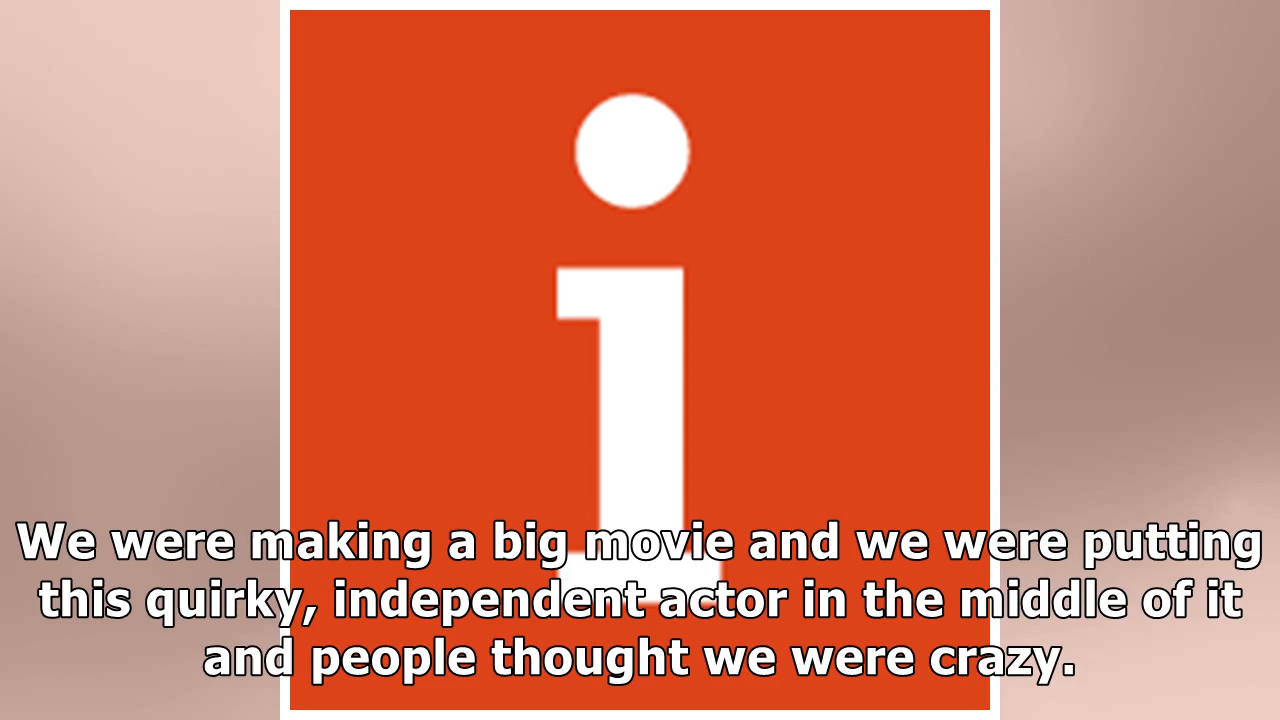 i
We were making a big movie and we were putting
this quirky, independent actor in the middle of it
and people thought we were crazy.